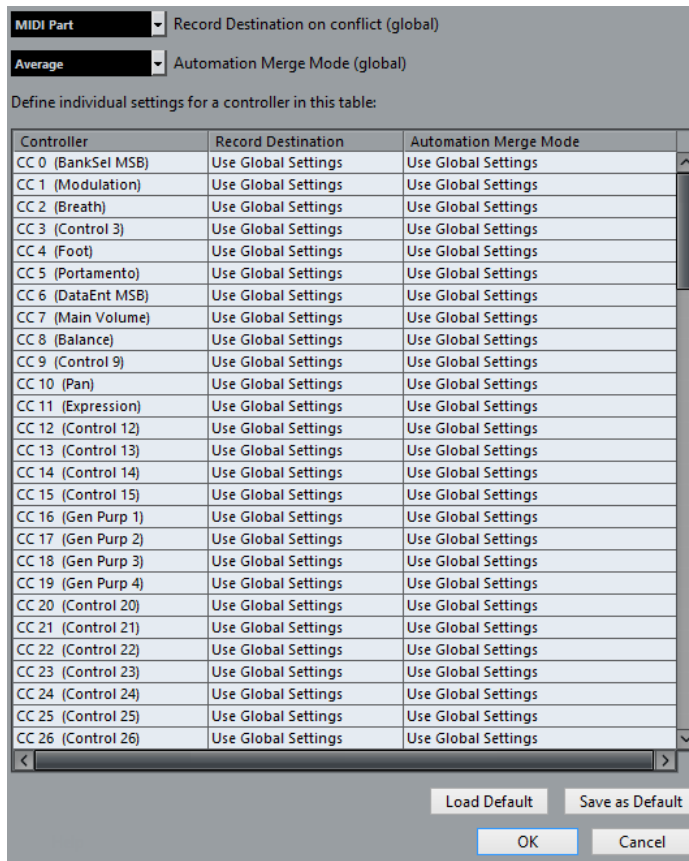 MIDI Part Record Destination on conflict (global)
Average Automation Merge Mode (global)
Define individual settings for a controller in this table:
Controller Record Destination Automation Merge Mode
CC 0 (BankSel MSB) Use Global Settings Use Global Settings
CC 1 (Modulation) Use Global Settings Use Global Settings
CC 2 (Breath) Use Global Settings Use Global Settings
CC 3 (Control 3) Use Global Settings Use Global Settings
CC 4 (Foot) Use Global Settings Use Global Settings
CC 5 (Portamento) Use Global Settings Use Global Settings
CC 6 (DataEnt MSB) Use Global Settings Use Global Settings
CC 7 (Main Volume) Use Global Settings Use Global Settings
CC 8 (Balance) Use Global Settings Use Global Settings
CC 9 (Control 9) Use Global Settings Use Global Settings
CC 10 (Pan) Use Global Settings Use Global Settings
CC 11 (Expression) Use Global Settings Use Global Settings
CC 12 (Control 12) Use Global Settings Use Global Settings
CC 13 (Control 13) Use Global Settings Use Global Settings
CC 14 (Control 14) Use Global Settings Use Global Settings
CC 15 (Control 15) Use Global Settings Use Global Settings
CC 16 (Gen Purp 1) Use Global Settings Use Global Settings
CC 17 (Gen Purp 2) Use Global Settings Use Global Settings
CC 18 (Gen Purp 3) Use Global Settings Use Global Settings
CC 19 (Gen Purp 4) Use Global Settings Use Global Settings
CC 20 (Control 20) Use Global Settings Use Global Settings
CC 21 (Control 21) Use Global Settings Use Global Settings
CC 22 (Control 22) Use Global Settings Use Global Settings
CC 23 (Control 23) Use Global Settings Use Global Settings
CC 24 (Control 24) Use Global Settings Use Global Settings
CC 25 (Control 25) Use Global Settings Use Global Settings
CC 26 (Control 26) Use Global Settings Use Global Settings
Load Default Save as Default
OK Cancel